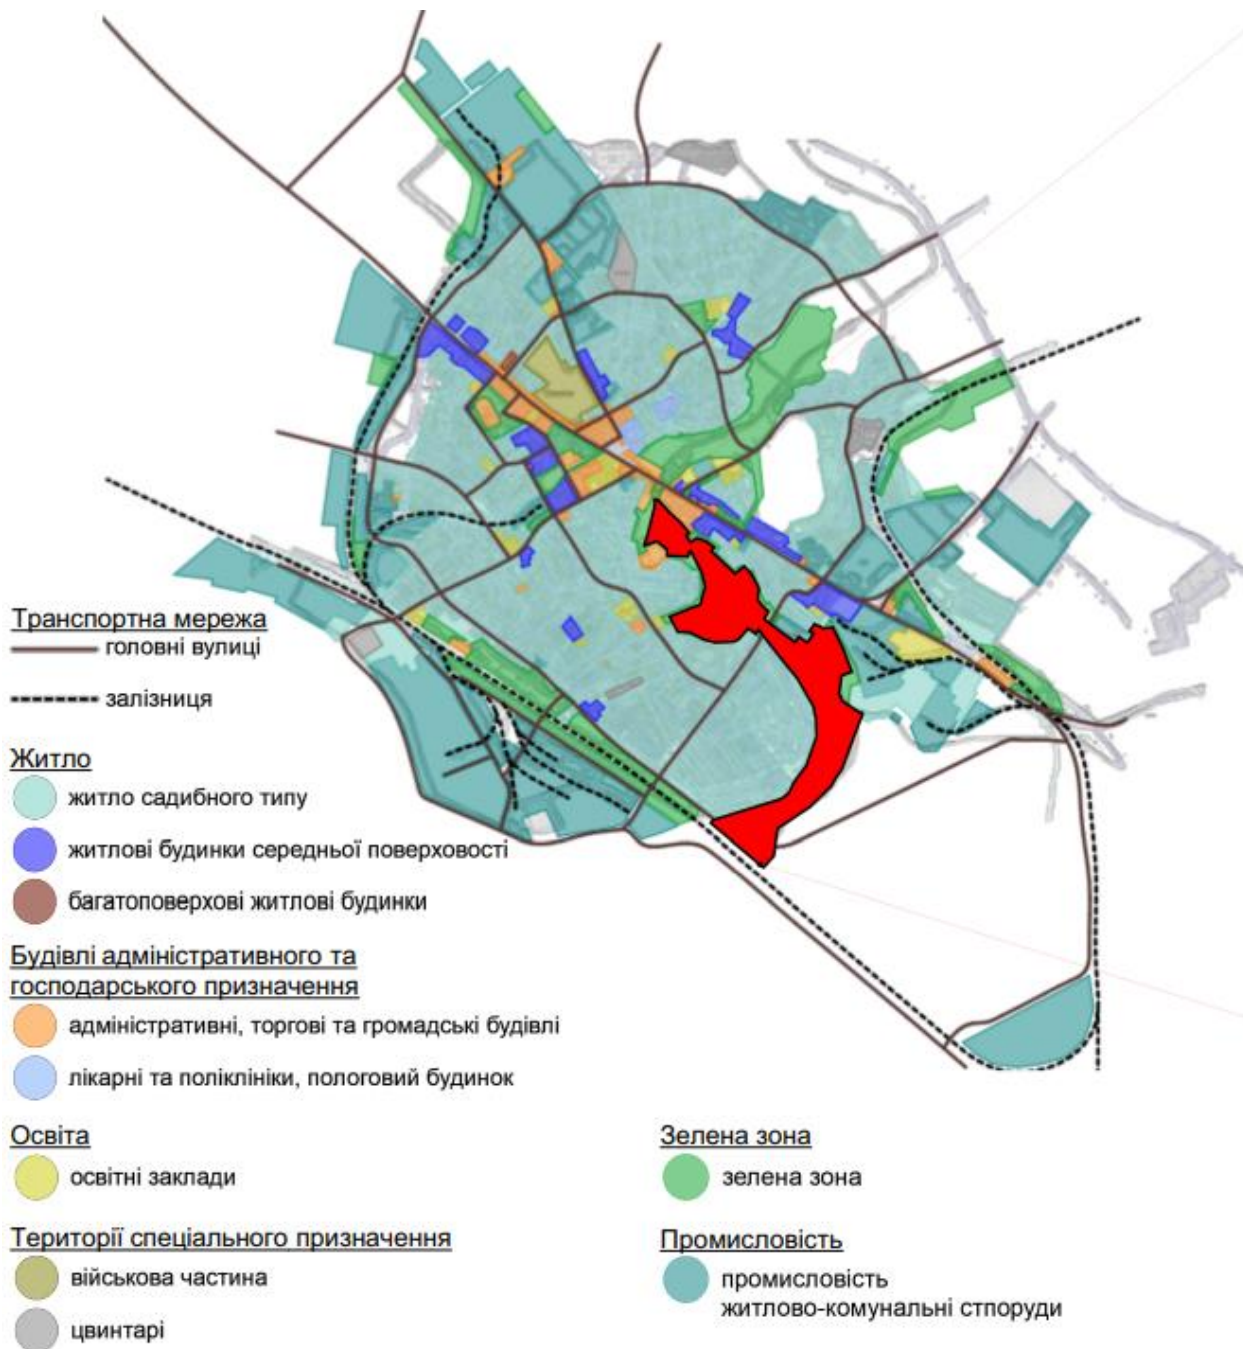 Транспортна мережа
головні вулиці
залізниця
Житло
житло садибного типу
житлові будинки середньої поверховості
багатоповерхові житлові будинки
Будівлі адміністративного та
господарського призначення
адміністративні, торгові та громадські будівлі
лікарні та поліклініки, пологовий будинок
Освіта
освітні заклади
Території спеціального призначення
військова частина
цвинтарі
Зелена зона
зелена зона
Промисловість
промисловість
житлово-комунальні стпоруди